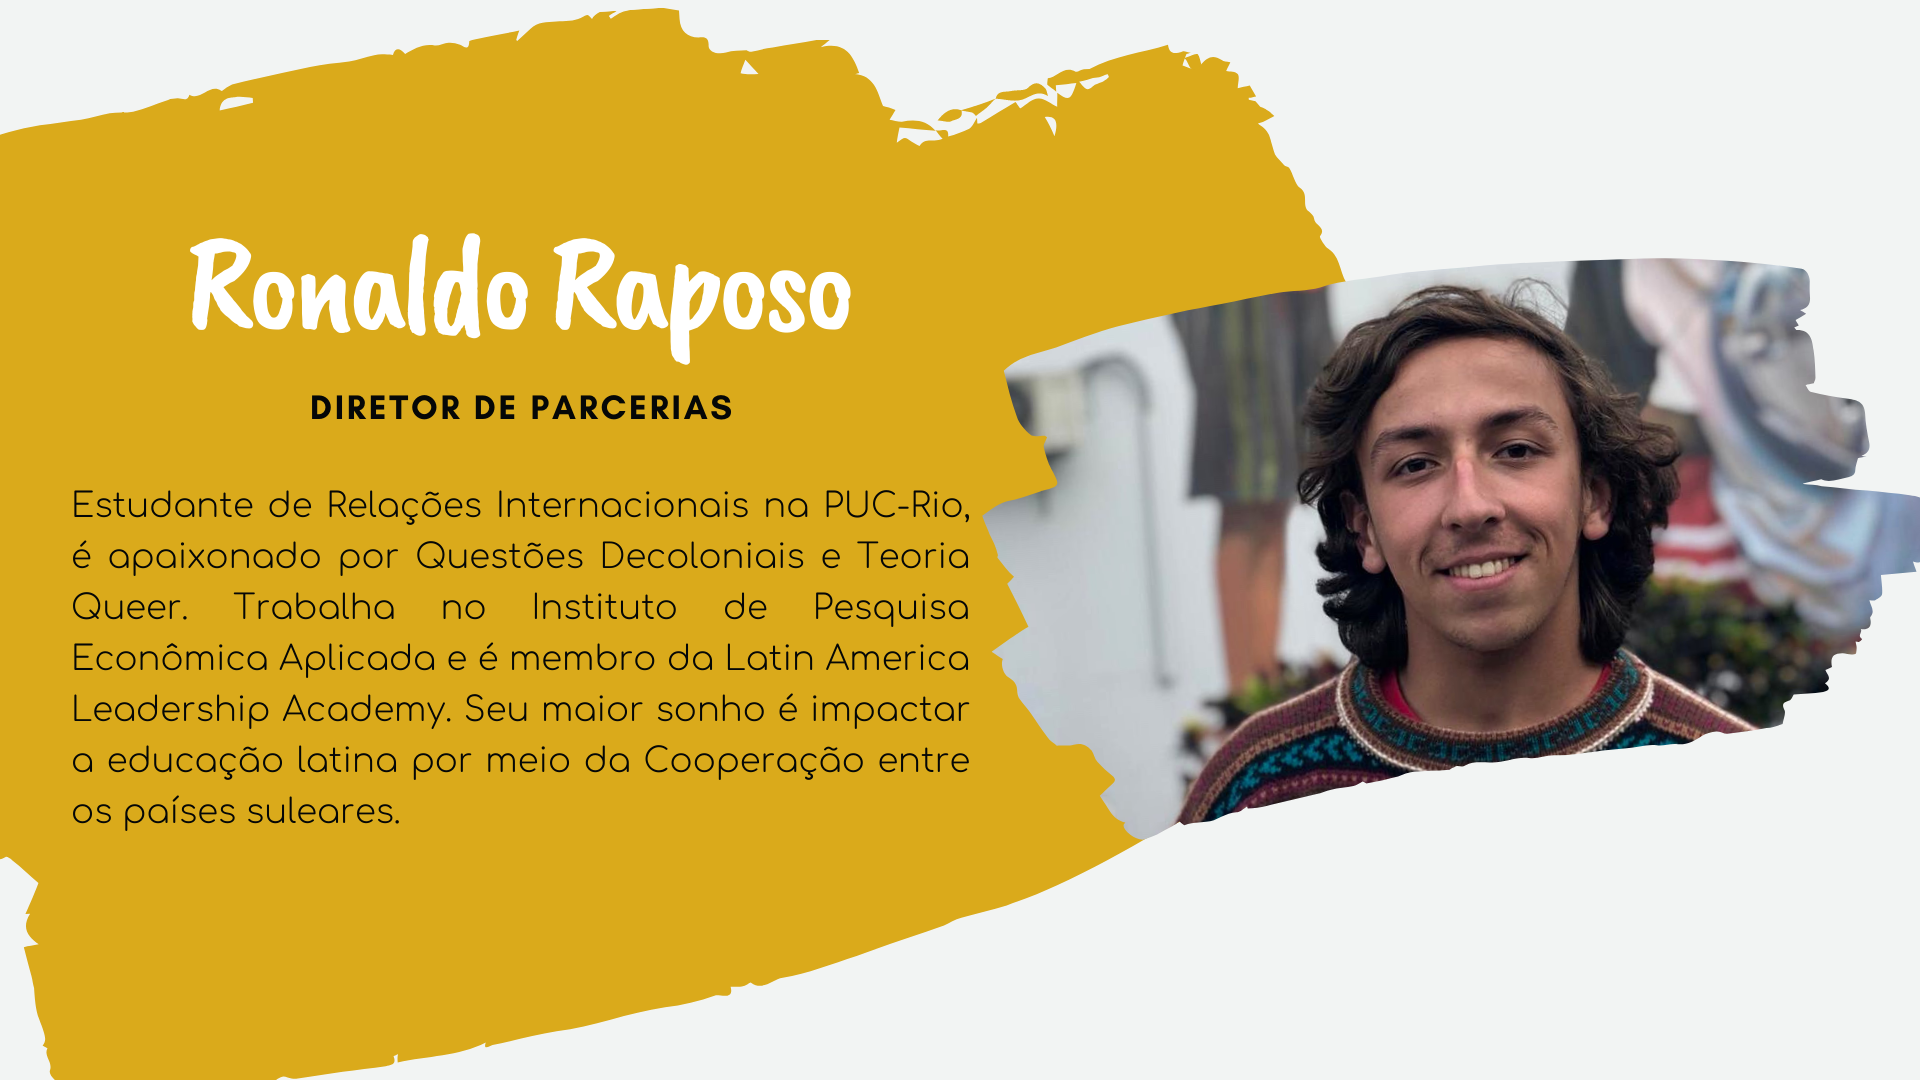 Ronaldo Raposo
DIRETOR DE PARCERIAS
Estudante de Relações Internacionais na PUC-Rio,
é apaixonado por Questões Decoloniais e Teoria
Queer. Trabalha no Instituto de Pesquisa
Econômica Aplicada e é membro da Latin America
Leadership Academy. Seu maior sonho é impactar
a educação latina por meio da Cooperação entre
os países suleares.